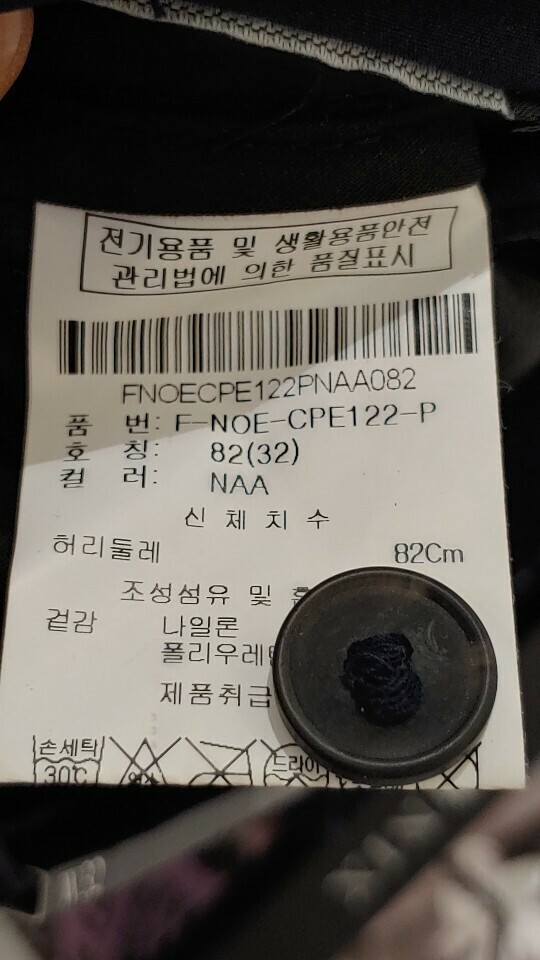 전기용품 및 생활용품안전
관리법에 의한 품질표시
FNOECPE122PNAA082
품 번: F-NOE-CPE122-P
호 칭: 82(32)
컬 러: NAA
신 체 치 수
허리둘레 82Cm
조성섬유 및
겉감 나일론
폴리우레
제품취급
손세탁
30℃
드라이